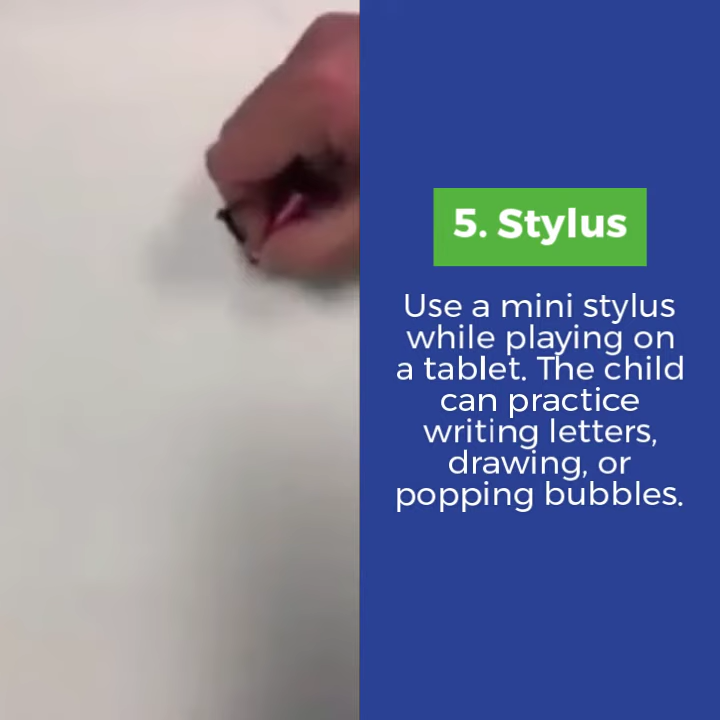 5. Stylus
Use a mini stylus
while playing on
a tablet. The child
can practice
writing letters,
drawing, or
popping bubbles.